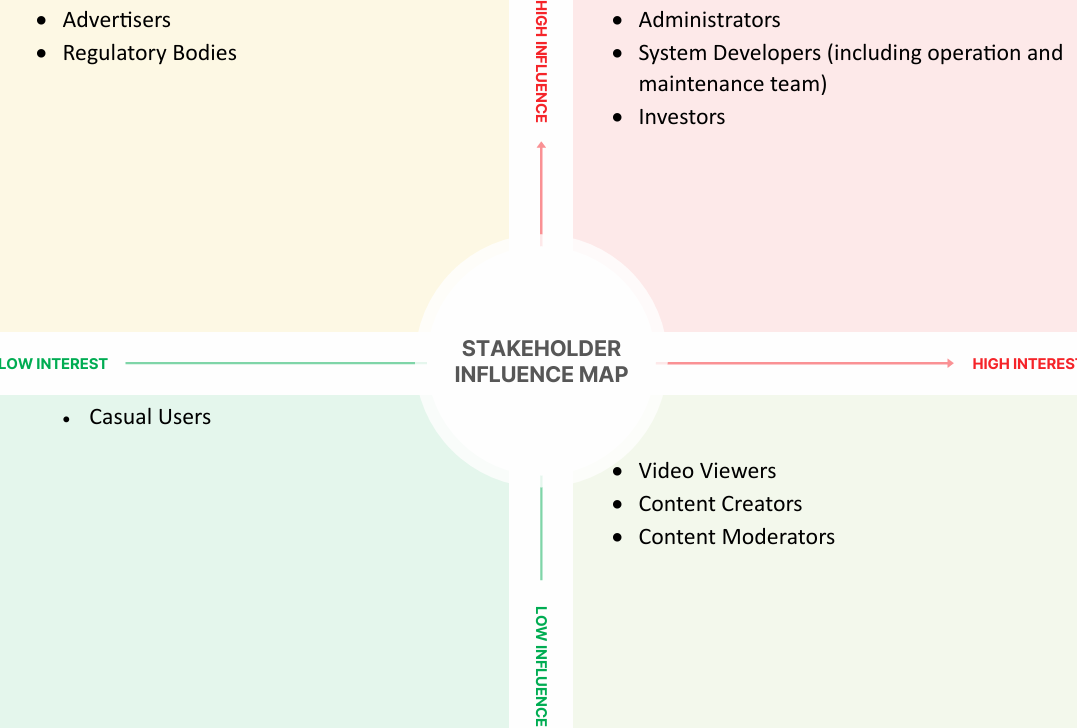 • Advertisers
• Regulatory Bodies
HIGH INFLUENCE
• Administrators
• System Developers (including operation and
maintenance team)
• Investors
STAKEHOLDER
INFLUENCE MAP
LOW INTEREST
HIGH INTEREST
• Casual Users
• Video Viewers
• Content Creators
• Content Moderators
LOW INFLUENCE